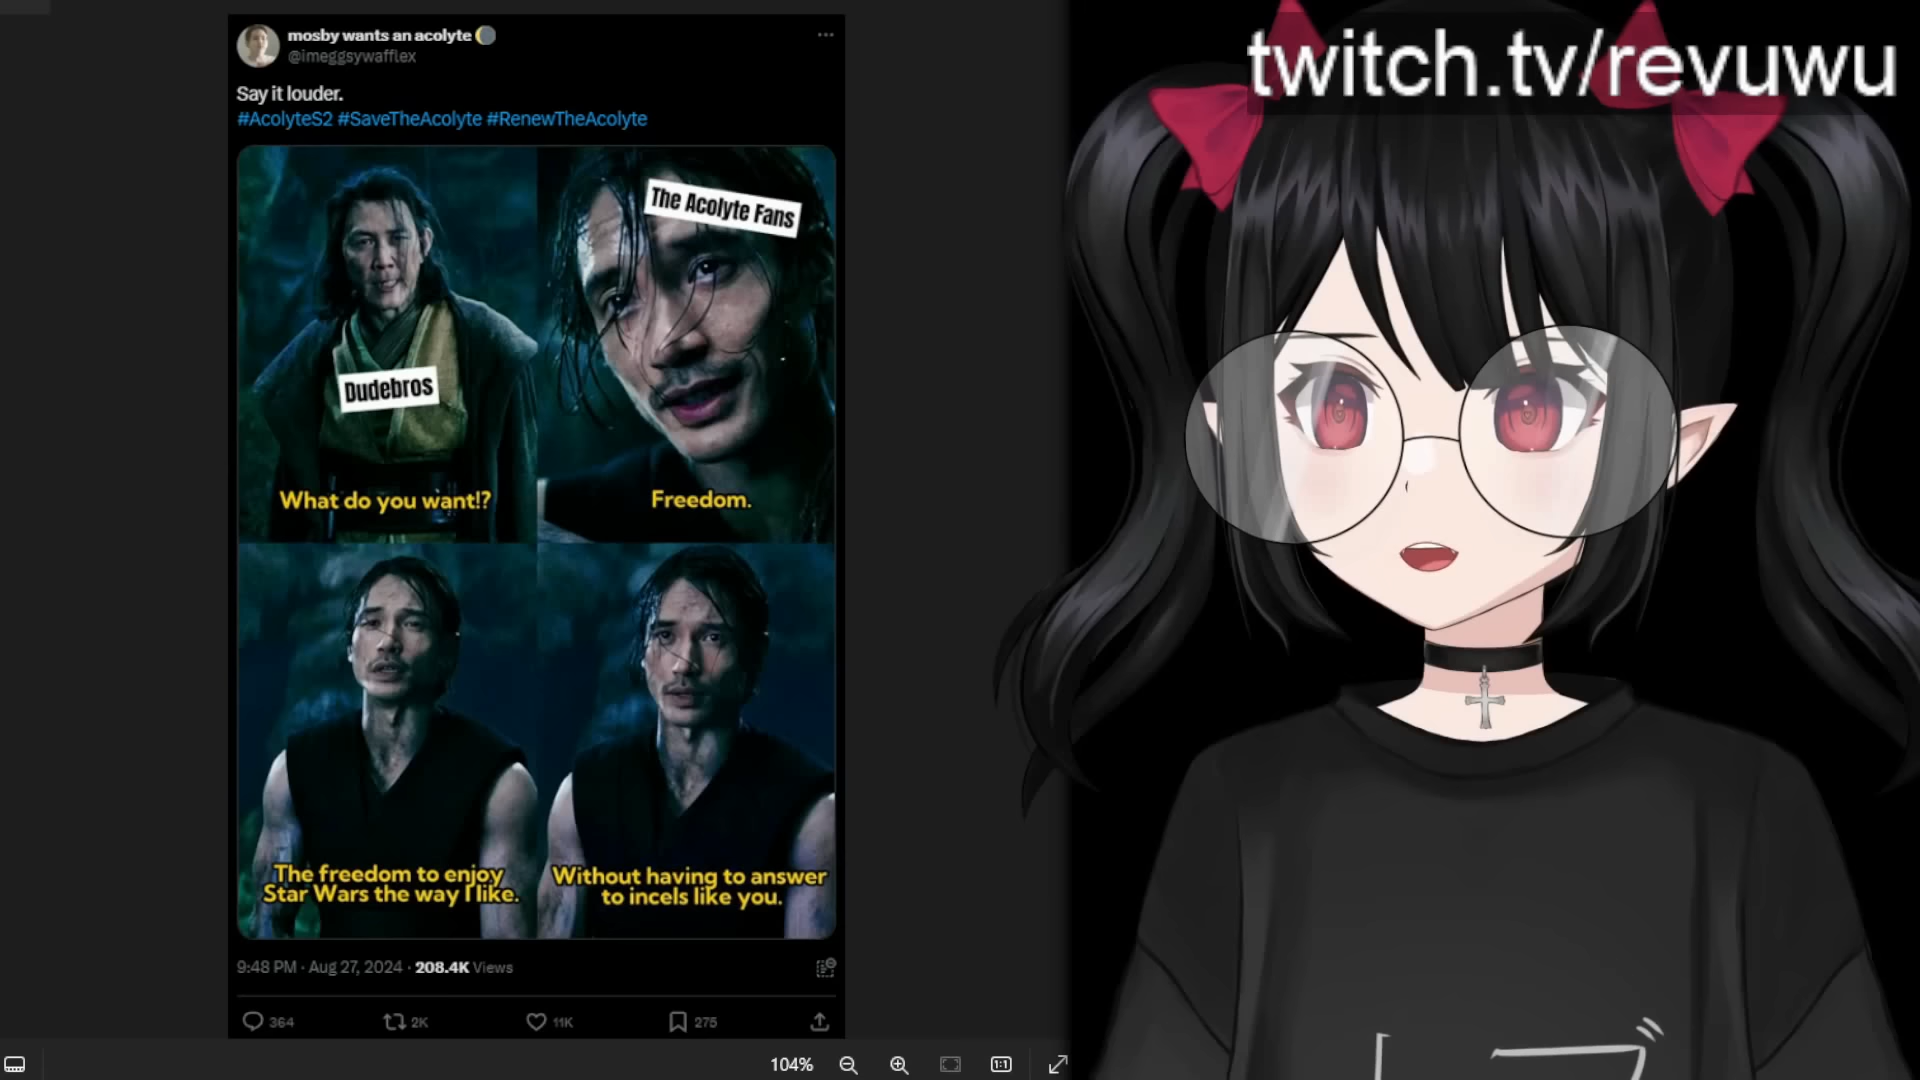 mosby wants an acolyte
@imeggsywafflex
Say it louder.
#AcolyteS2 #SaveTheAcolyte #RenewTheAcolyte
The Acolyte Fans
Dudebros
What do you want!?
Freedom.
The freedom to enjoy
Star Wars the way I like.
Without having to answer
to incels like you.
9:48 PM · Aug 27, 2024 · 208.4K Views
364
2K
11K
275
104%
1:1
twitch.tv/revuwu